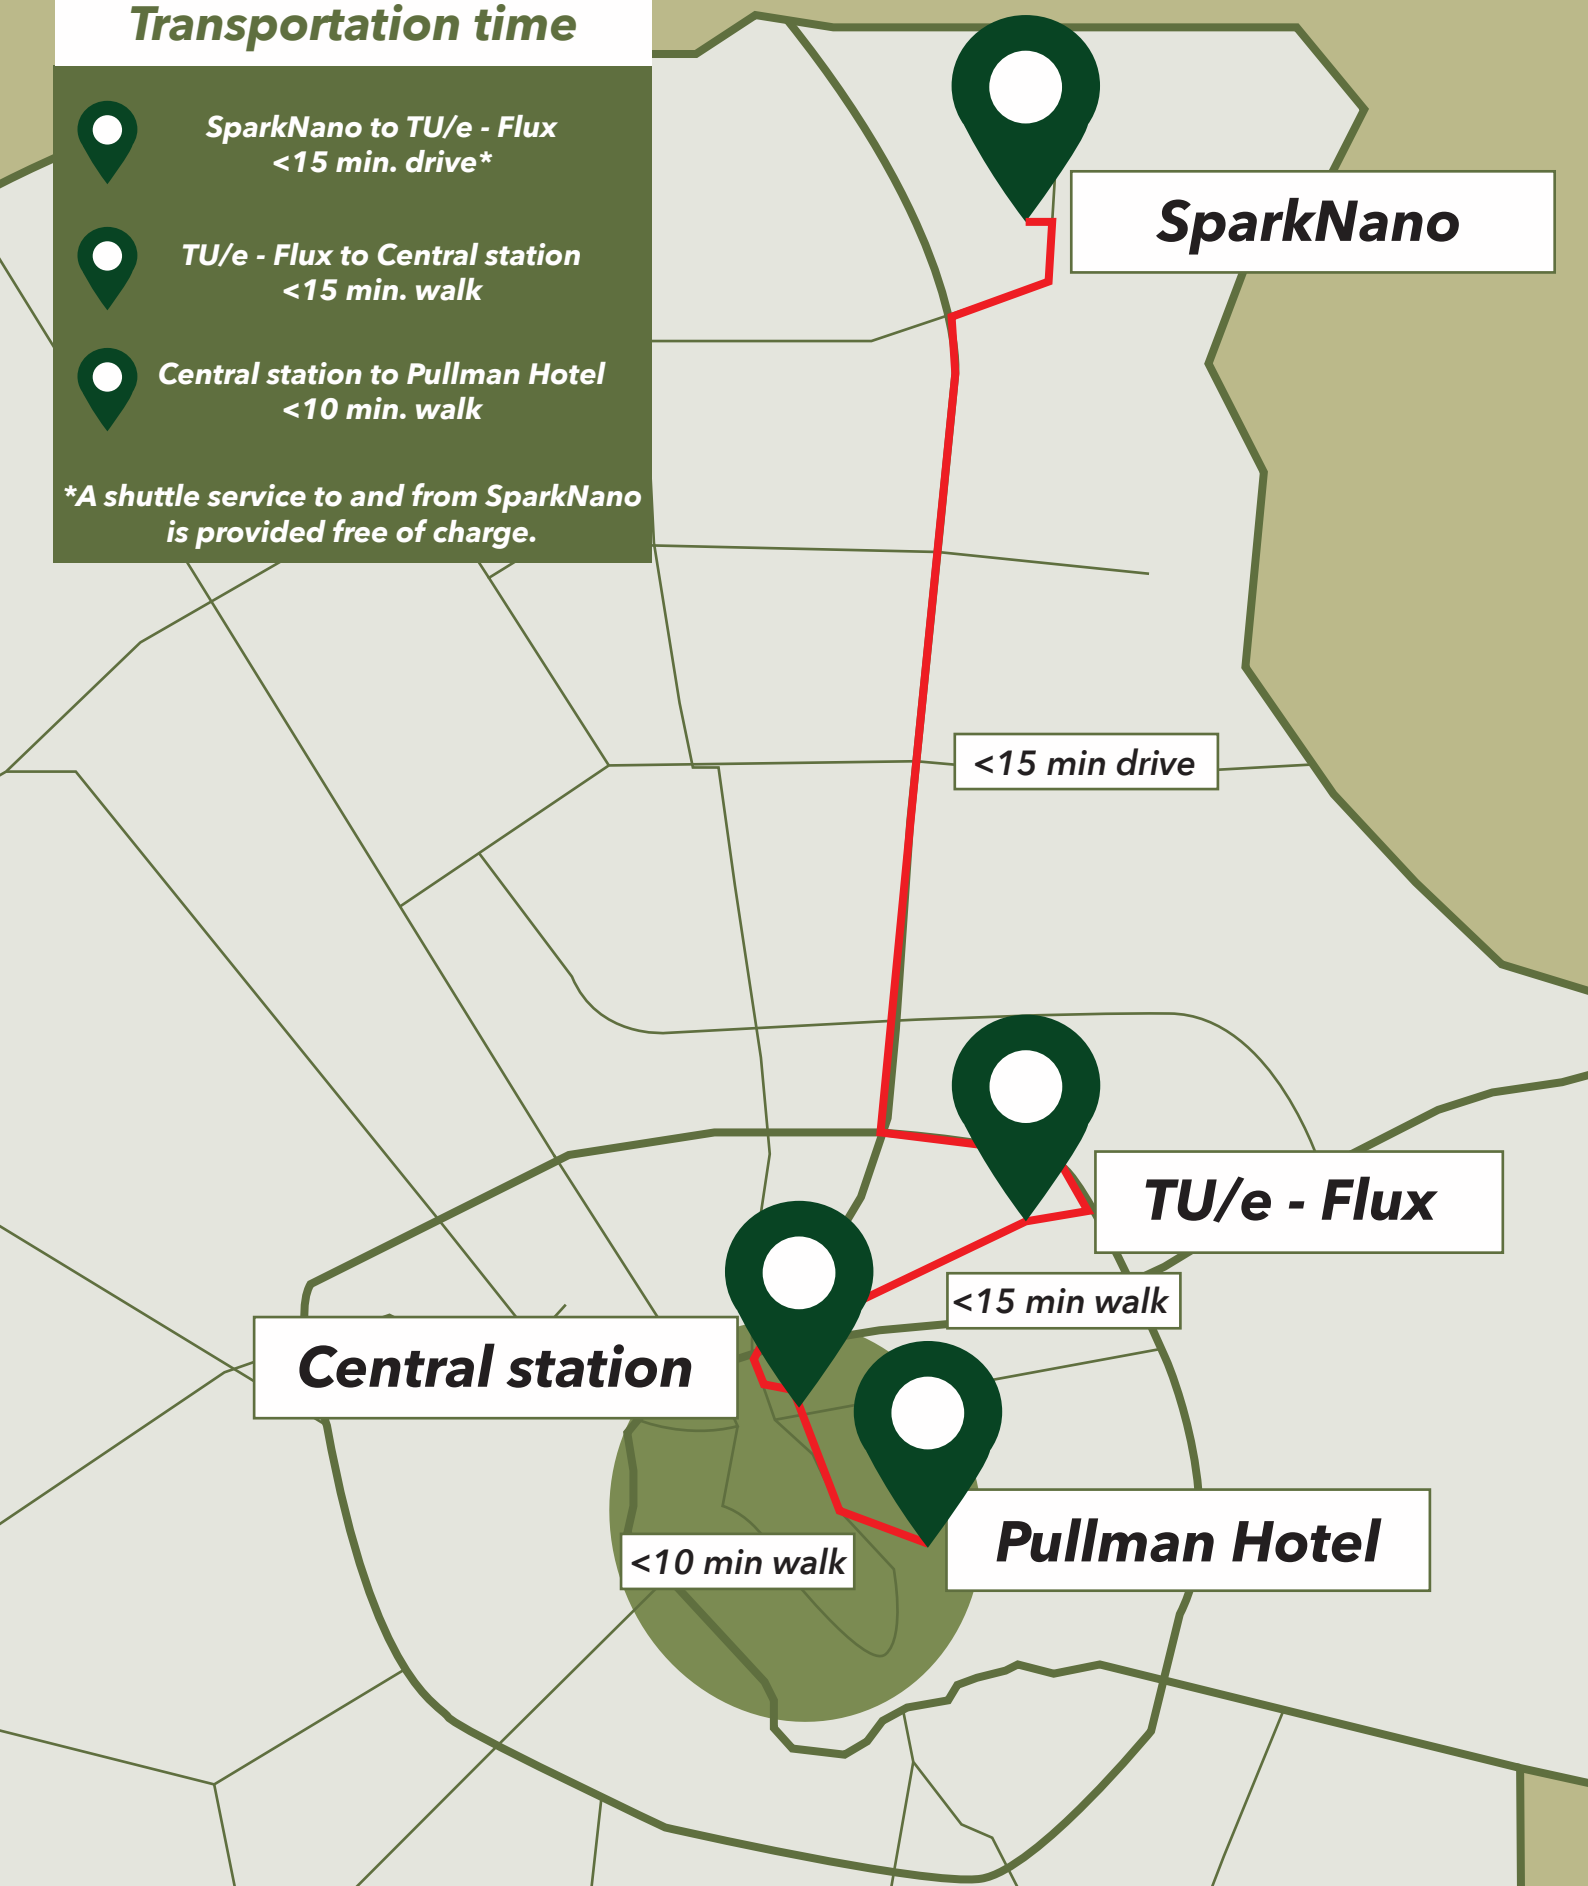 Transportation time
SparkNano to TU/e - Flux
<15 min. drive*
TU/e - Flux to Central station
<15 min. walk
Central station to Pullman Hotel
<10 min. walk
*A shuttle service to and from SparkNano
is provided free of charge.
SparkNano
<15 min drive
TU/e - Flux
<15 min walk
Central station
Pullman Hotel
<10 min walk